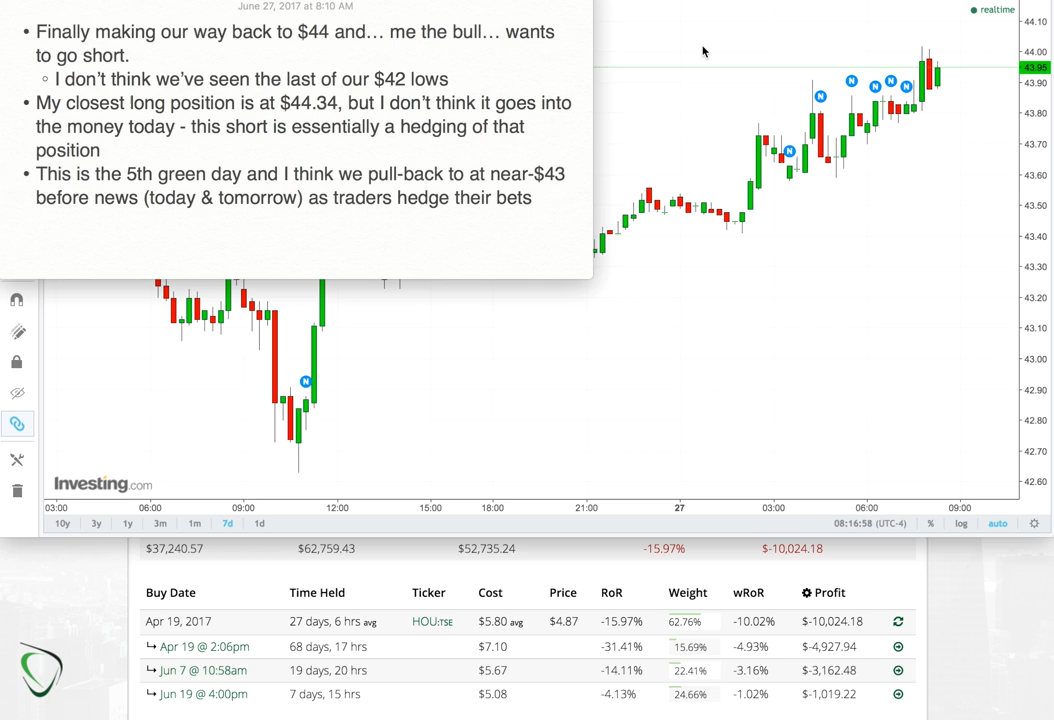 June 27, 2017 at 8:10 AM
• Finally making our way back to $44 and… me the bull… wants
to go short.
◦ I don't think we've seen the last of our $42 lows
• My closest long position is at $44.34, but I don't think it goes into
the money today - this short is essentially a hedging of that
position
• This is the 5th green day and I think we pull-back to at near-$43
before news (today & tomorrow) as traders hedge their bets
realtime
44.10
44.00
43.95
43.90
43.80
43.70
43.60
43.50
43.40
43.30
43.20
43.10
43.00
42.90
42.80
42.70
42.60
N
N
N
N
N
N
N
N
Investing.com
03:00 06:00 09:00 12:00 15:00 18:00 21:00 27 03:00 06:00 09:00
10y 3y 1y 3m 1m 7d 1d 08:16:58 (UTC-4) % log auto
$37,240.57 $62,759.43 $52,735.24 -15.97% $-10,024.18
Buy Date Time Held Ticker Cost Price RoR Weight wRoR Profit
Apr 19, 2017 27 days, 6 hrs avg HOU:TSE $5.80 avg $4.87 -15.97% 62.76% -10.02% $-10,024.18
Apr 19 @ 2:06pm 68 days, 17 hrs $7.10 -31.41% 15.69% -4.93% $-4,927.94
Jun 7 @ 10:58am 19 days, 20 hrs $5.67 -14.11% 22.41% -3.16% $-3,162.48
Jun 19 @ 4:00pm 7 days, 15 hrs $5.08 -4.13% 24.66% -1.02% $-1,019.22